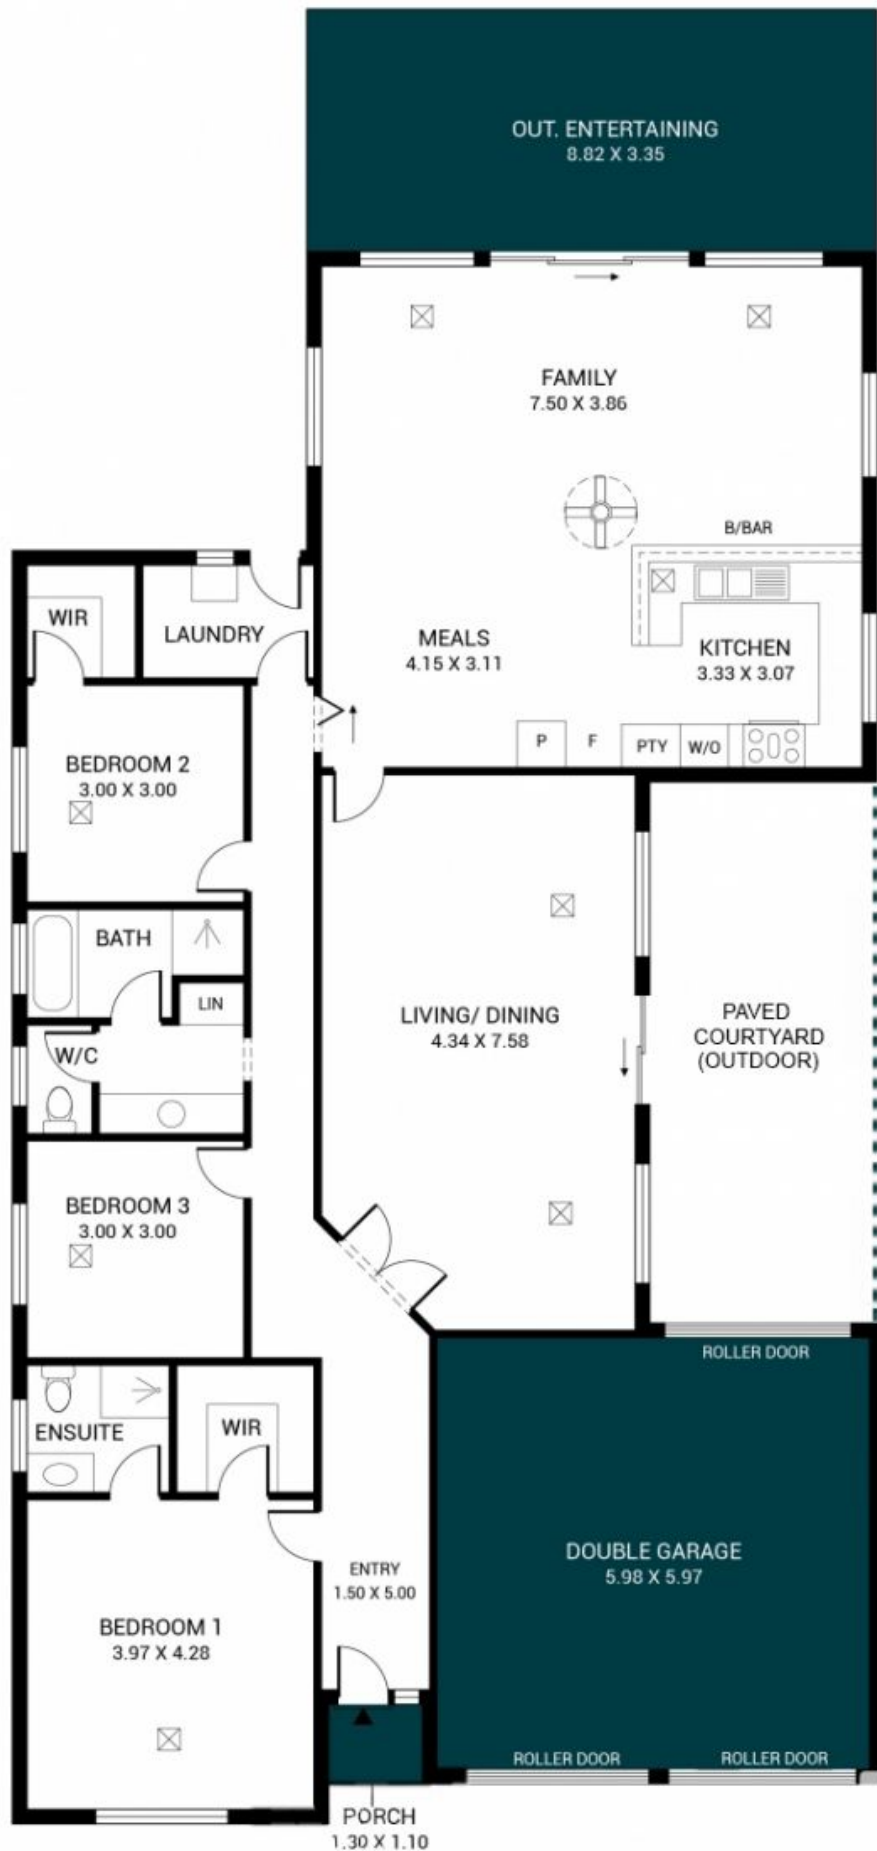 OUT. ENTERTAINING
8.82 X 3.35
FAMILY
7.50 X 3.86
B/BAR
WIR
LAUNDRY
MEALS
4.15 X 3.11
KITCHEN
3.33 X 3.07
P
F
PTY
W/O
BEDROOM 2
3.00 X 3.00
BATH
LIN
W/C
LIVING/ DINING
4.34 X 7.58
PAVED
COURTYARD
(OUTDOOR)
BEDROOM 3
3.00 X 3.00
ROLLER DOOR
ENSUITE
WIR
DOUBLE GARAGE
5.98 X 5.97
ENTRY
1.50 X 5.00
BEDROOM 1
3.97 X 4.28
ROLLER DOOR
ROLLER DOOR
PORCH
1.30 X 1.10